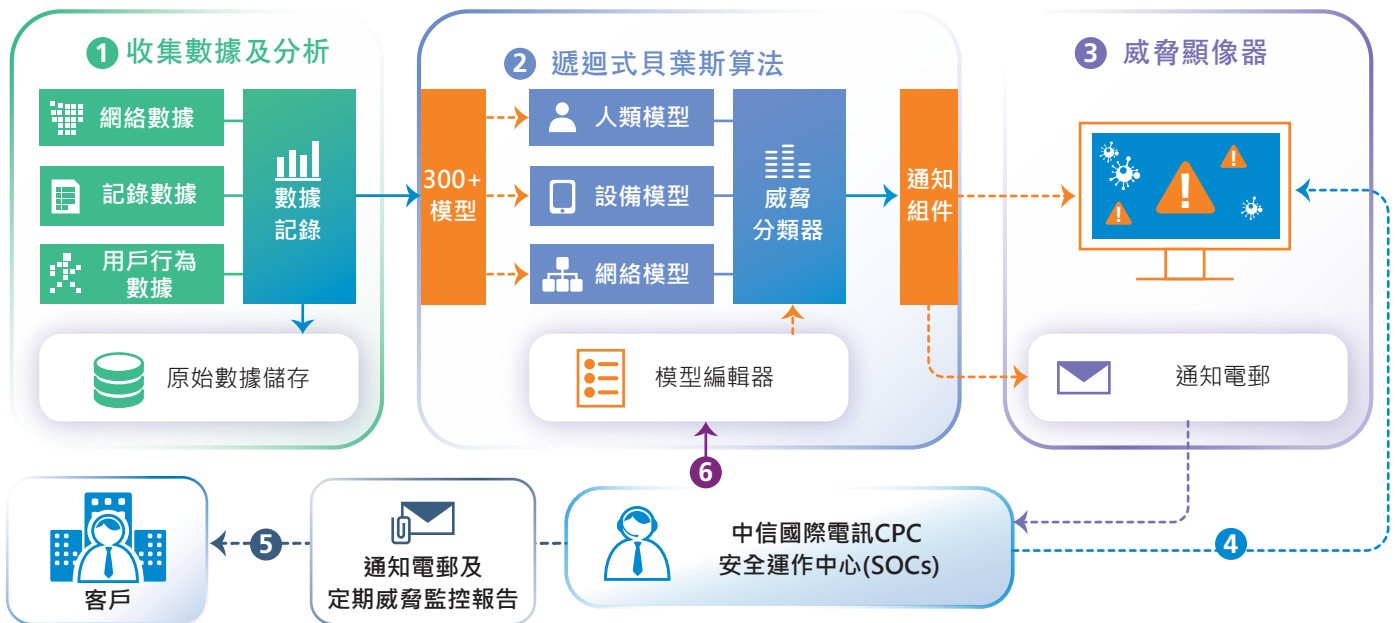 1 收集數據及分析
網絡數據
記錄數據
用戶行為
數據
數據
記錄
原始數據儲存
2 遞迴式貝葉斯算法
300+
模型
人類模型
設備模型
網絡模型
威脅
分類器
通知
組件
模型編輯器
3 威脅顯像器
!
!
!
通知電郵
4
中信國際電訊CPC
安全運作中心(SOCs)
5
通知電郵及
定期威脅監控報告
客戶
6